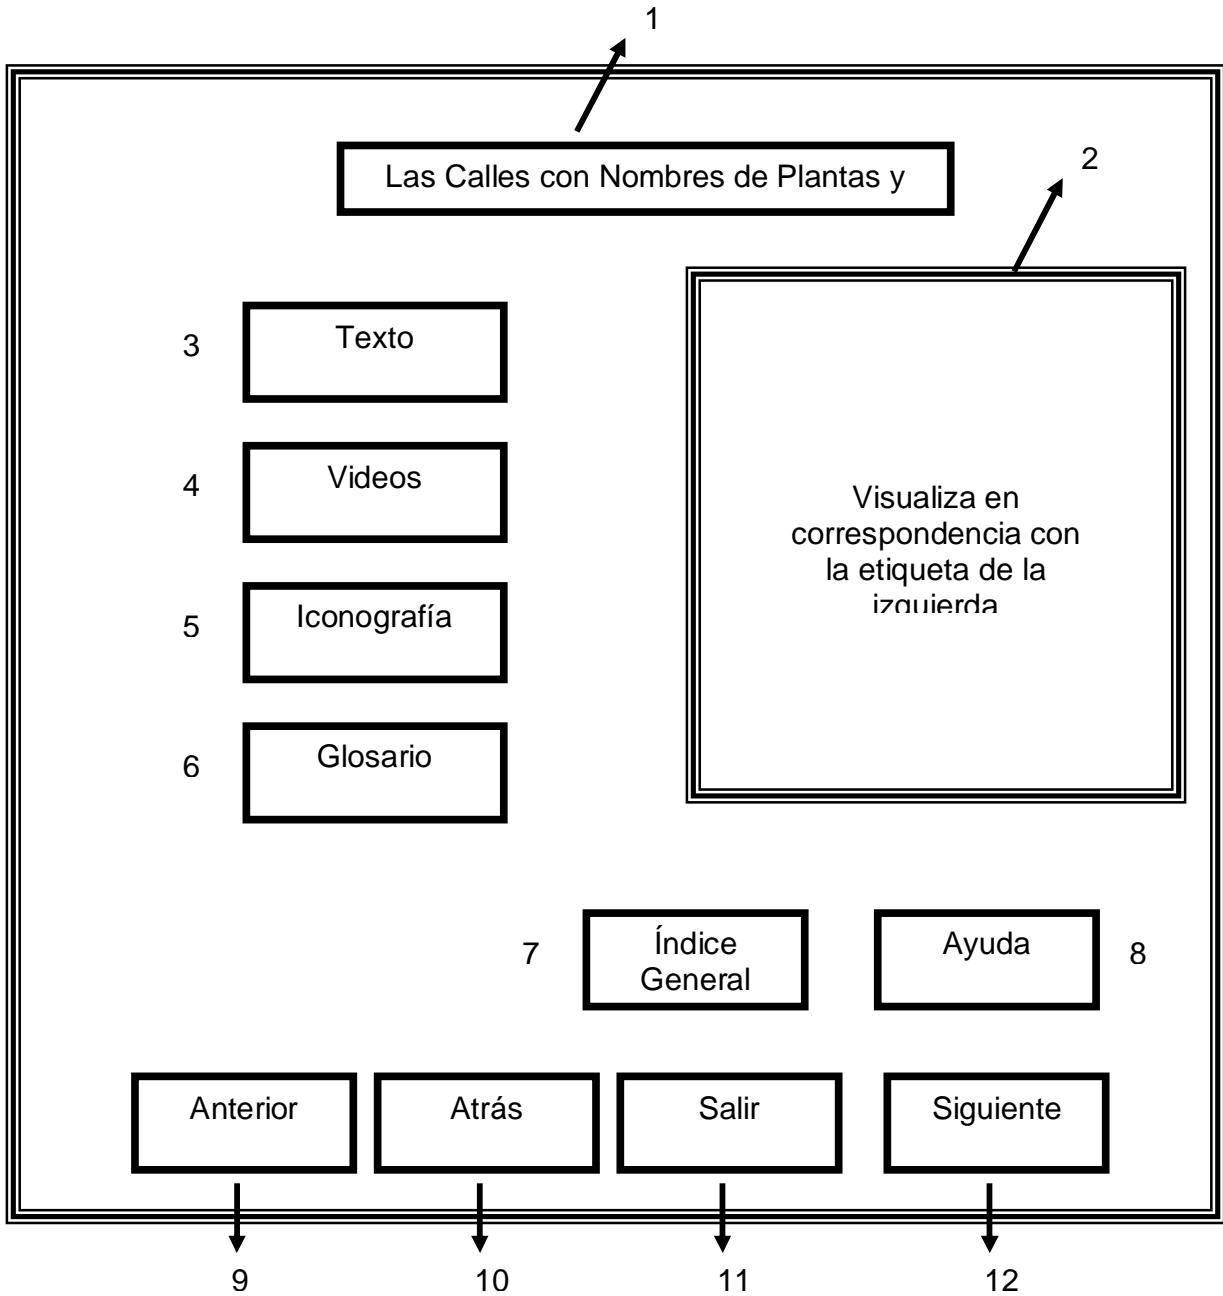 1
Las Calles con Nombres de Plantas y
2
3
Texto
4
Videos
5
Iconografía
6
Glosario
Visualiza en
correspondencia con
la etiqueta de la
izquierda
7
Índice
General
Ayuda
8
Anterior
Atrás
Salir
Siguiente
9
10
11
12